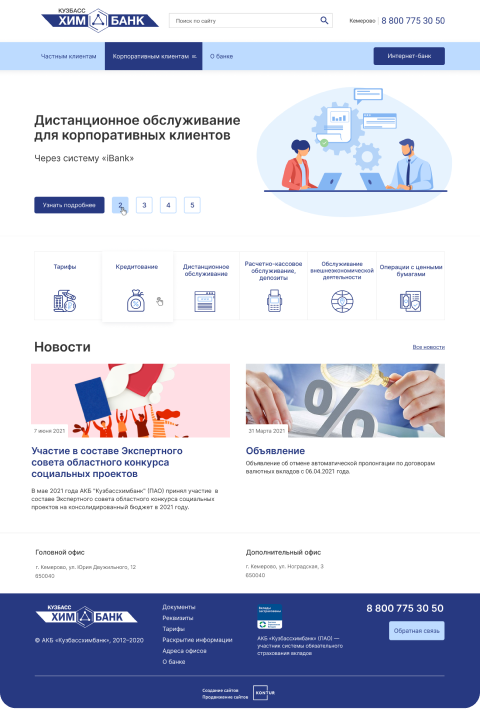 КУЗБАСС
ХИМ БАНК
Поиск по сайту
Кемерово
8 800 775 30 50
Частным клиентам
Корпоративным клиентам
О банке
Интернет-банк
Дистанционное обслуживание
для корпоративных клиентов
Через систему «iBank»
Узнать подробнее
2
3
4
5
Тарифы
Кредитование
Дистанционное
обслуживание
Расчетно-кассовое
обслуживание,
депозиты
Обслуживание
внешнеэкономической
деятельности
Операции с ценными
бумагами
Новости
Все новости
7 июня 2021
Участие в составе Экспертного
совета областного конкурса
социальных проектов
В мае 2021 года АКБ "Кузбассхимбанк" (ПАО) принял участие в
составе Экспертного совета областного конкурса социальных
проектов на консолидированный бюджет в 2021 году.
31 Марта 2021
Объявление
Объявление об отмене автоматической пролонгации по договорам
валютных вкладов с 06.04.2021 года.
Головной офис
г. Кемерово, ул. Юрия Двужильного, 12
650040
Дополнительный офис
г. Кемерово, ул. Ноградская, 3
650040
КУЗБАСС
ХИМ БАНК
© АКБ «Кузбассхимбанк», 2012–2020
Документы
Реквизиты
Тарифы
Раскрытие информации
Адреса офисов
О банке
Вклады
застрахованы
АКБ «Кузбассхимбанк» (ПАО) —
участник системы обязательного
страхования вкладов
8 800 775 30 50
Обратная связь
Создание сайтов
Продвижение сайтов
КОНТUR